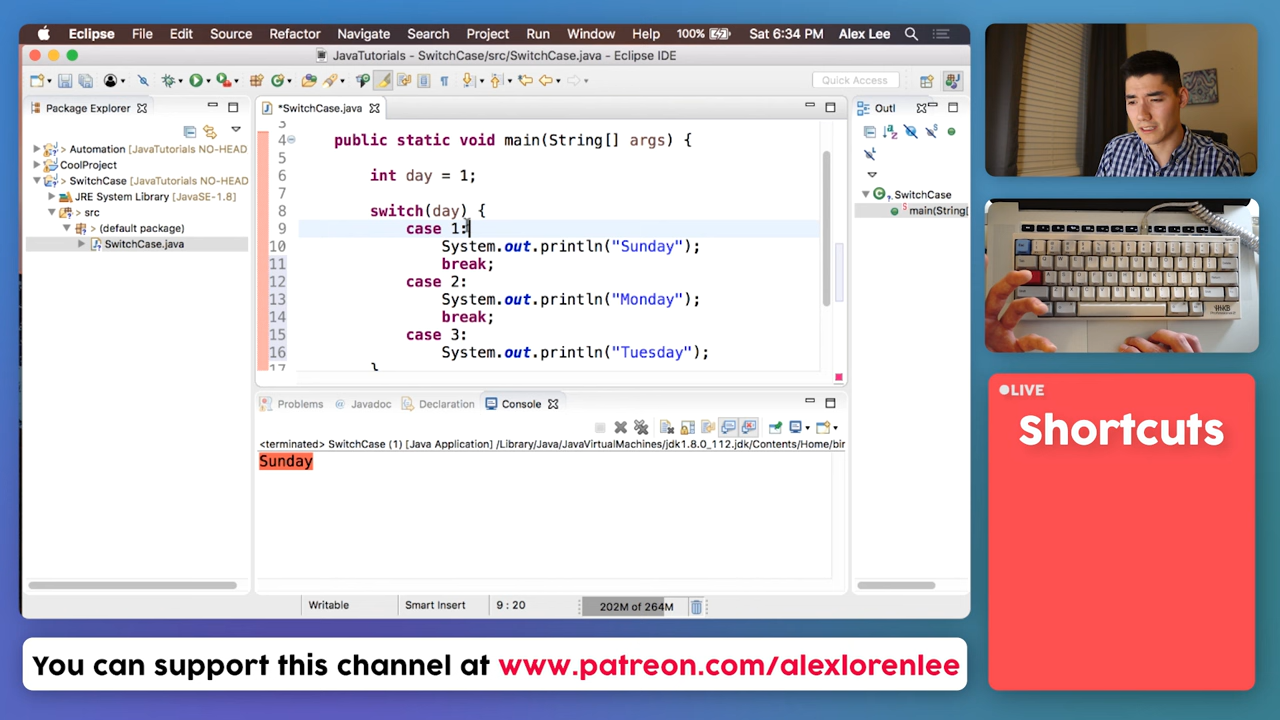 Eclipse File Edit Source Refactor Navigate Search Project Run Window Help 100% Sat 6:34 PM Alex Lee
JavaTutorials - SwitchCase/src/SwitchCase.java - Eclipse IDE
Quick Access
Package Explorer
Automation [JavaTutorials NO-HEAD
CoolProject
SwitchCase [JavaTutorials NO-HEAD
JRE System Library [JavaSE-1.8]
src
(default package)
SwitchCase.java
*SwitchCase.java
3
4 public static void main(String[] args) {
5
6 int day = 1;
7
8 switch(day) {
9 case 1:
10 System.out.println("Sunday");
11 break;
12 case 2:
13 System.out.println("Monday");
14 break;
15 case 3:
16 System.out.println("Tuesday");
17 }
Outl
SwitchCase
main(String[
Problems @ Javadoc Declaration Console
<terminated> SwitchCase (1) [Java Application] /Library/Java/JavaVirtualMachines/jdk1.8.0_112.jdk/Contents/Home/bin
Sunday
Writable Smart Insert 9 : 20 202M of 264M
HHKB
LIVE
Shortcuts
You can support this channel at www.patreon.com/alexlorenlee